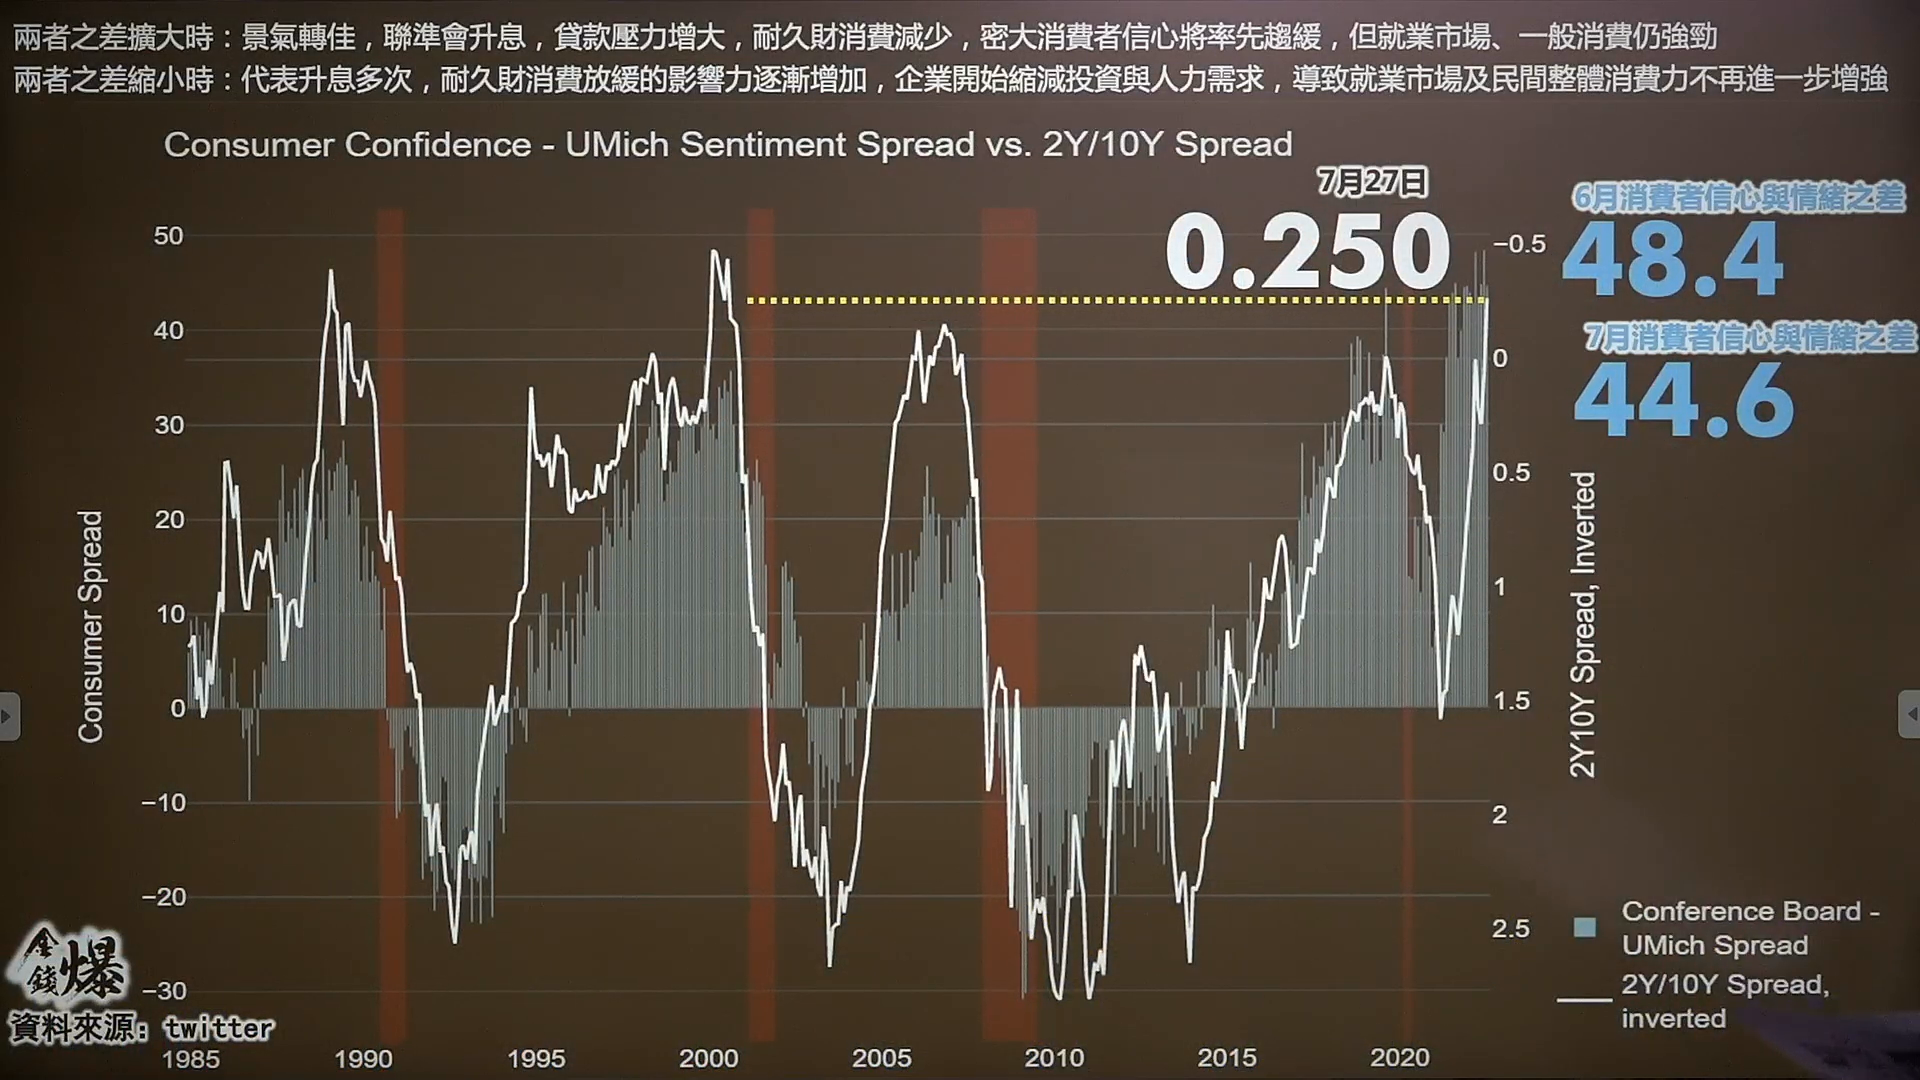 兩者之差擴大時：景氣轉佳，聯準會升息，貸款壓力增大，耐久財消費減少，密大消費者信心將率先趨緩，但就業市場、一般消費仍強勁
兩者之差縮小時：代表升息多次，耐久財消費放緩的影響力逐漸增加，企業開始縮減投資與人力需求，導致就業市場及民間整體消費力不再進一步增強
Consumer Confidence - UMich Sentiment Spread vs. 2Y/10Y Spread
7月27日
0.250
6月消費者信心與情緒之差
48.4
7月消費者信心與情緒之差
44.6
Consumer Spread
50
40
30
20
10
0
−10
−20
−30
−0.5
0
0.5
1
1.5
2
2.5
2Y10Y Spread, Inverted
Conference Board -
UMich Spread
2Y/10Y Spread,
inverted
金錢爆
資料來源：twitter
1985 1990 1995 2000 2005 2010 2015 2020